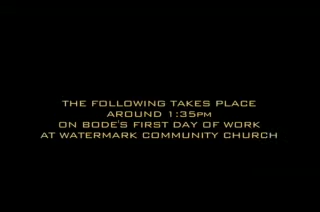 THE FOLLOWING TAKES PLACE
AROUND 1:35PM
ON BODE'S FIRST DAY OF WORK
AT WATERMARK COMMUNITY CHURCH